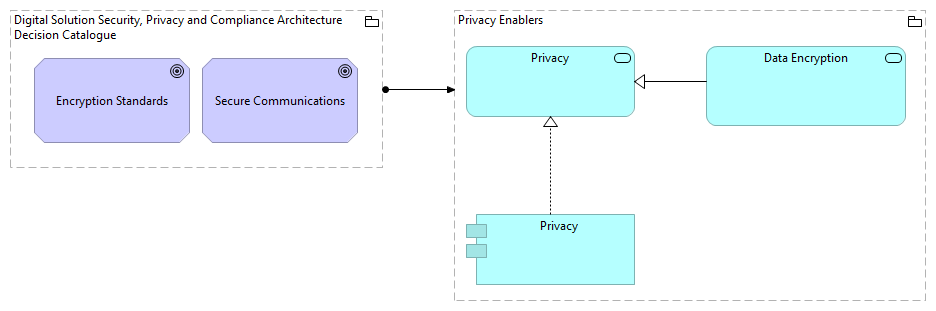 Digital Solution Security, Privacy and Compliance Architecture
Decision Catalogue
Encryption Standards
Secure Communications
Privacy Enablers
Privacy
Data Encryption
Privacy